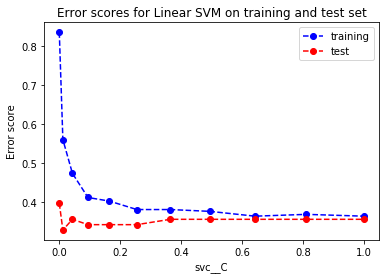 Error scores for Linear SVM on training and test set
training
test
Error score
0.8
0.7
0.6
0.5
0.4
0.0 0.2 0.4 0.6 0.8 1.0
svc__C